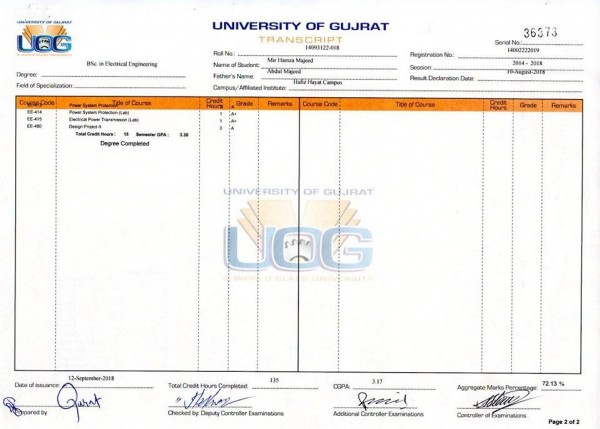 UNIVERSITY OF GUJRAT
TRANSCRIPT
36373
Serial No.:
Roll No.: 14093122-018
Registration No.: 14002222019
Name of Student: Mir Hamza Majeed
Session: 2014 - 2018
Father's Name: Abdul Majeed
Result Declaration Date: 10-August-2018
Campus/Affiliated Institute: Hafiz Hayat Campus
UOG
BSc. in Electrical Engineering
Degree:
Field of Specialization:
Course Code Title of Course Credit Hours Grade Remarks Course Code Title of Course Credit Hours Grade Remarks
Power System Protection
EE-414 Power System Protection (Lab) 1 A+
EE-415 Electrical Power Transmission (Lab) 1 A+
EE-460 Design Project-II 3 A
Total Credit Hours : 15 Semester GPA : 3.38
Degree Completed
UNIVERSITY OF GUJRAT
UOG
A WORLD CLASS UNIVERSITY
Date of issuance: 12-September-2018
Total Credit Hours Completed: 135
CGPA: 3.17
Aggregate Marks Percentage: 72.13 %
Prepared by
Checked by: Deputy Controller Examinations
Additional Controller Examinations
Controller of Examinations
Page 2 of 2